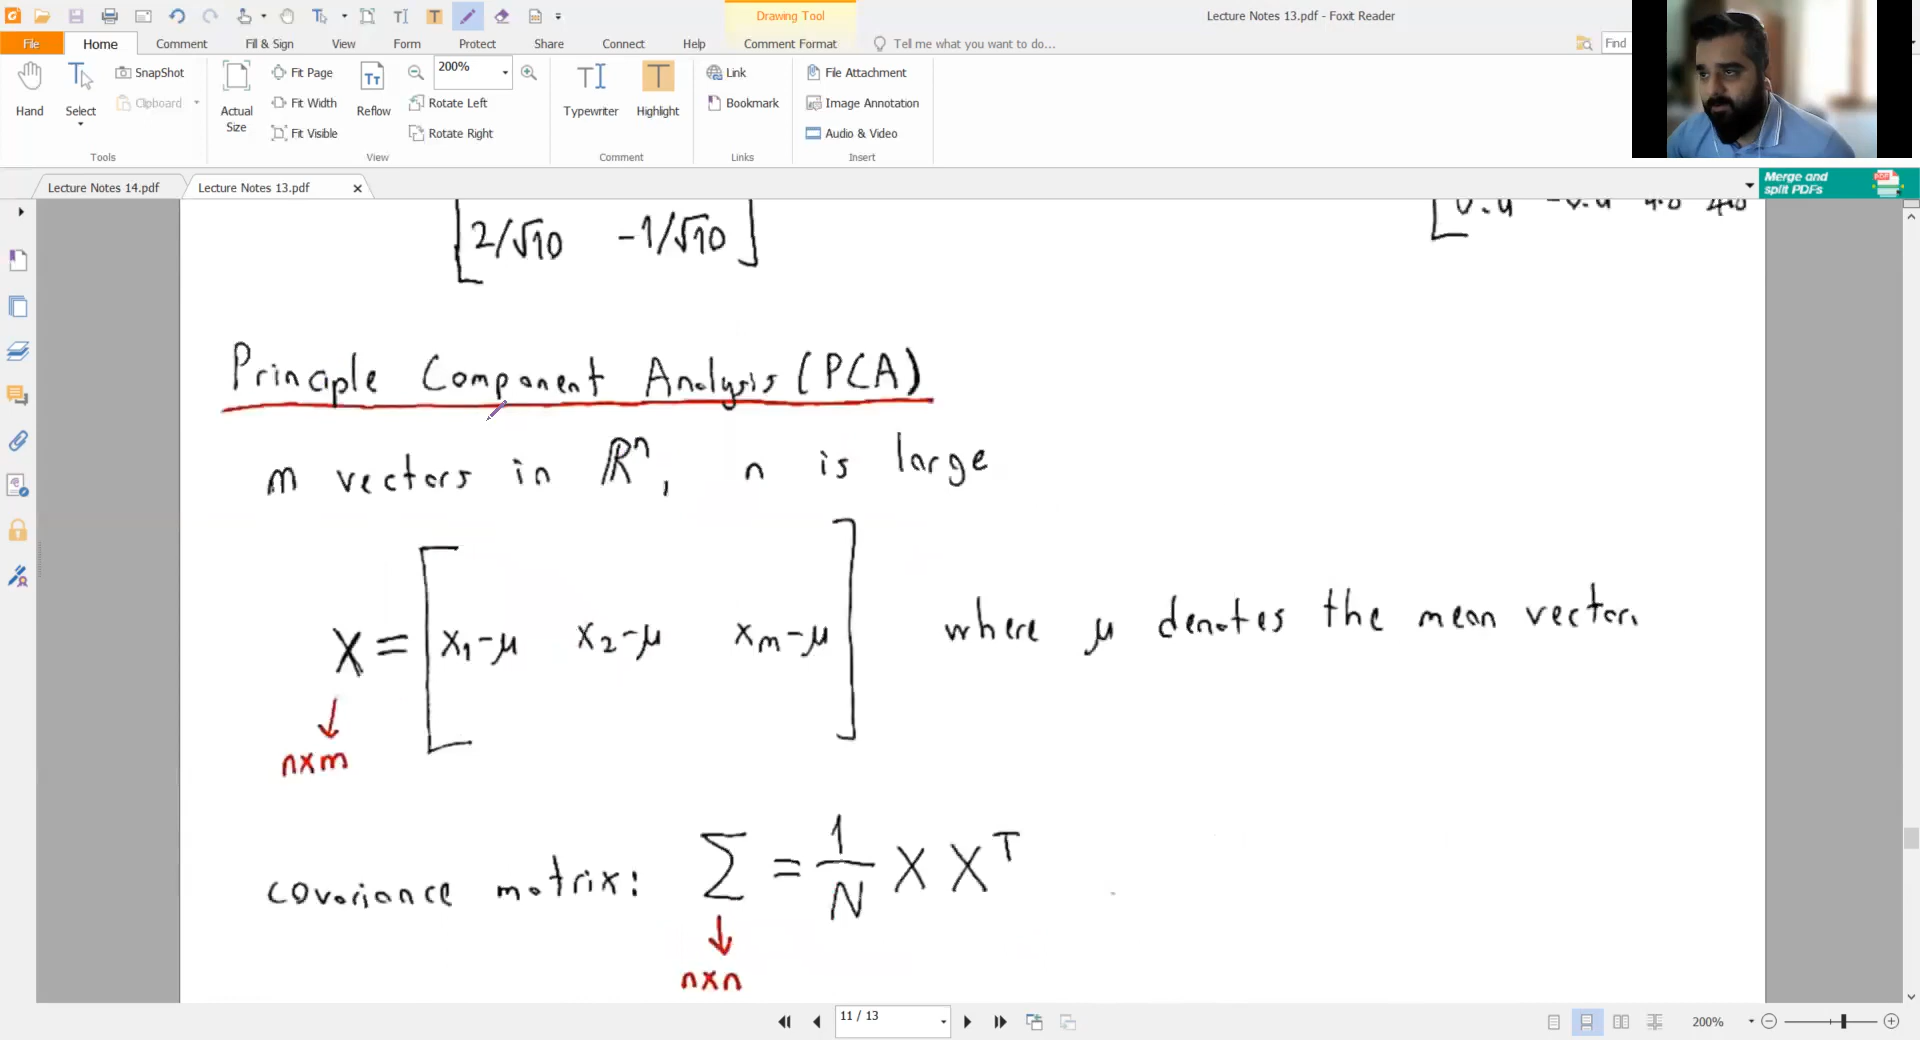 Drawing Tool
Lecture Notes 13.pdf - Foxit Reader
File Home Comment Fill & Sign View Form Protect Share Connect Help Comment Format Tell me what you want to do... Find
Hand
Select
SnapShot
Clipboard
Actual Size
Fit Page
Fit Width
Fit Visible
Reflow
200%
Rotate Left
Rotate Right
Typewriter
Highlight
Link
Bookmark
File Attachment
Image Annotation
Audio & Video
Tools View Comment Links Insert
Lecture Notes 14.pdf Lecture Notes 13.pdf
Merge and
split PDFs
2/√10 -1/√10
Principle Component Analysis (PCA)
m vectors in ℝⁿ, n is large
X = [x₁-μ x₂-μ xₘ-μ] where μ denotes the mean vector.
n×m
covariance matrix: Σ = 1/N X Xᵀ
n×n
11 / 13
200%